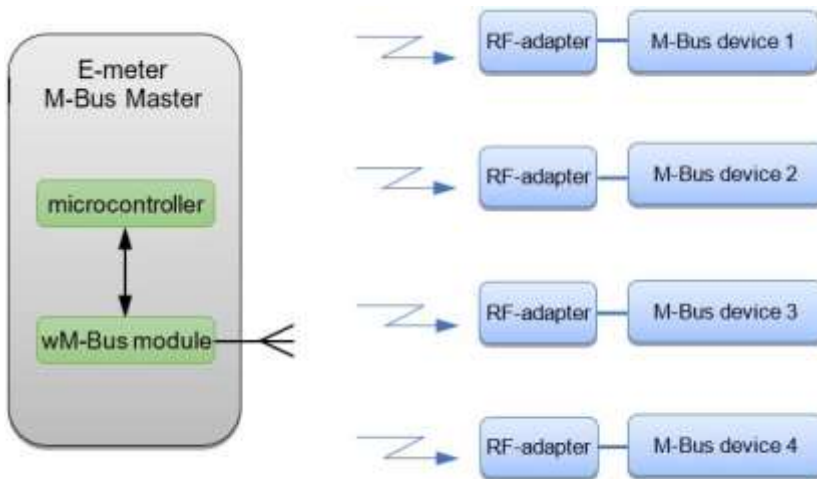 E-meter
M-Bus Master
microcontroller
wM-Bus module
RF-adapter
M-Bus device 1
RF-adapter
M-Bus device 2
RF-adapter
M-Bus device 3
RF-adapter
M-Bus device 4